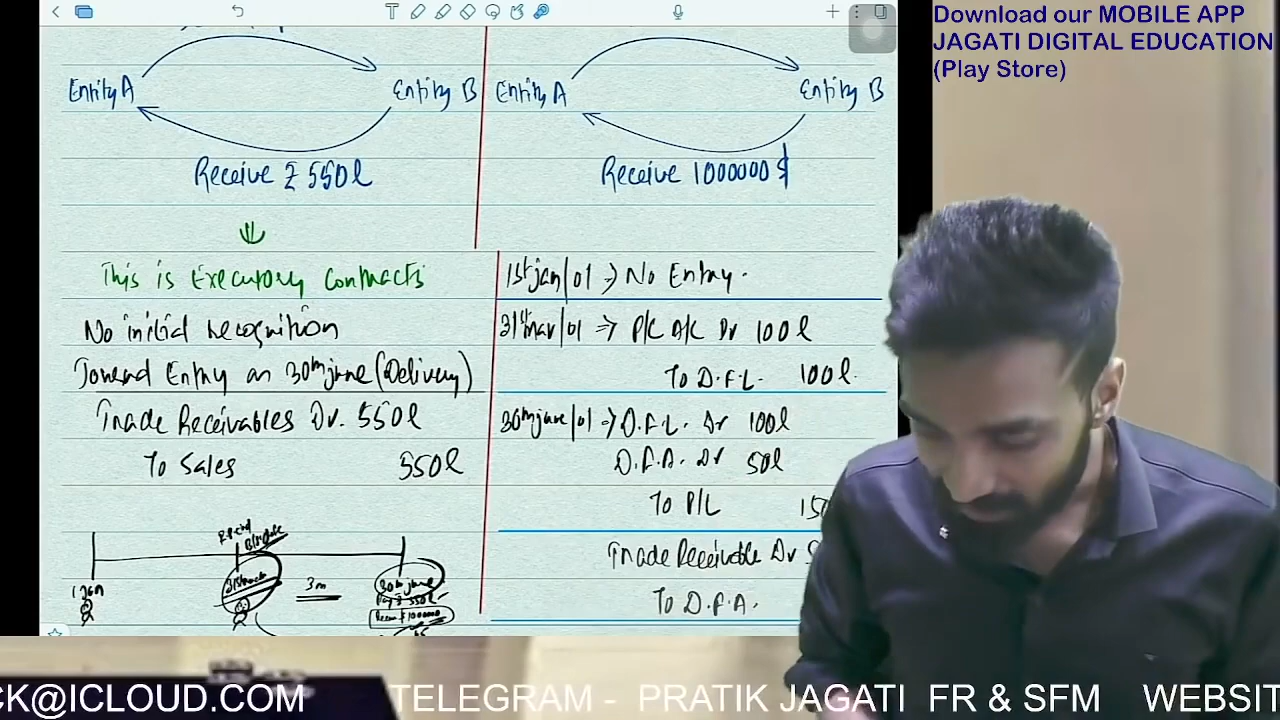 Download our MOBILE APP
JAGATI DIGITAL EDUCATION
(Play Store)
Entity A
Entity B
Receive ₹ 550l
This is Executory Contracts
No initial recognition
Entry on 30th june (Delivery)
Trade Receivables Dr. 550l
To Sales 550l
3m
30th june
Entity A
Entity B
Receive 1000000 $
1st jan/01 => No Entry.
31st mar/01 => P/L A/c Dr 100l
To D.F.L. 100l.
30th june/01 => D.F.L. Dr 100l
D.F.A. Dr 50l
To P/L
Trade Receivable Dr
To D.F.A.
CK@ICLOUD.COM TELEGRAM - PRATIK JAGATI FR & SFM WEBSIT